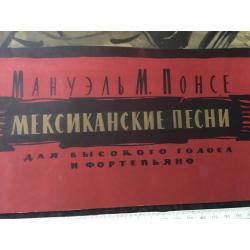 Мануэль М. Понсе
МЕКСИКАНСКИЕ ПЕСНИ
ДЛЯ ВЫСОКОГО ГОЛОСА
И ФОРТЕПЬЯНО